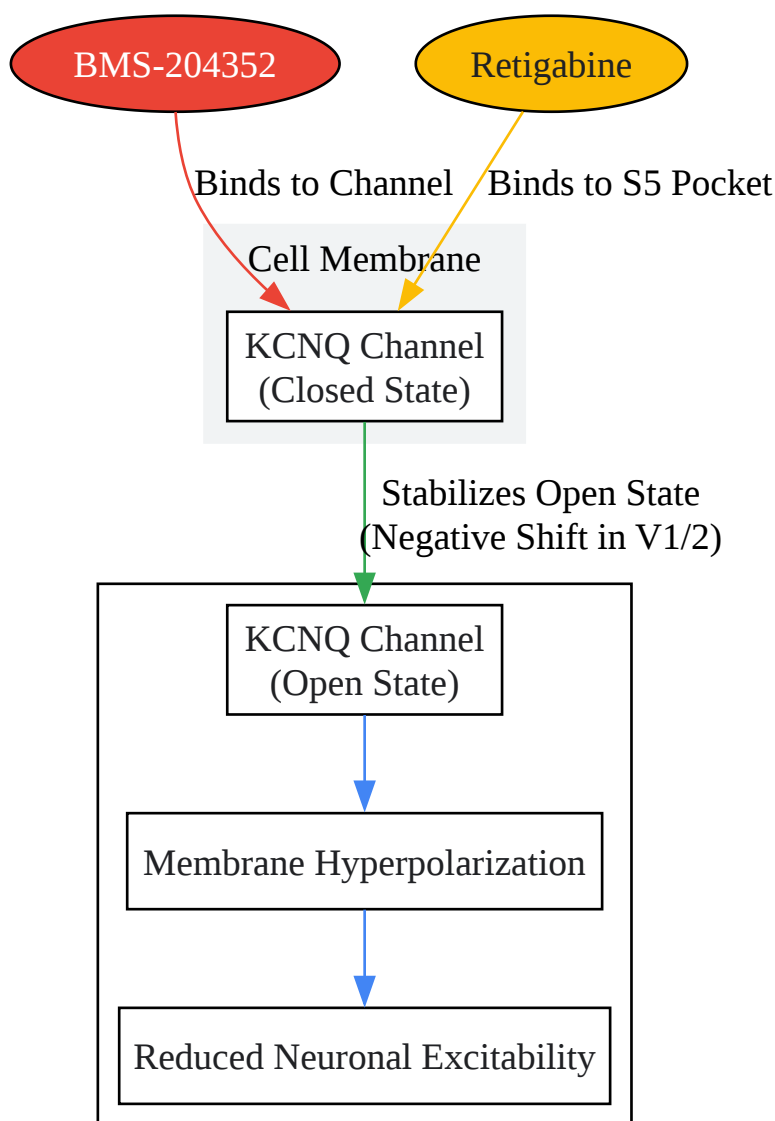 BMS-204352
Retigabine
Binds to Channel
Binds to S5 Pocket
Cell Membrane
KCNQ Channel
(Closed State)
Stabilizes Open State
(Negative Shift in V1/2)
KCNQ Channel
(Open State)
Membrane Hyperpolarization
Reduced Neuronal Excitability